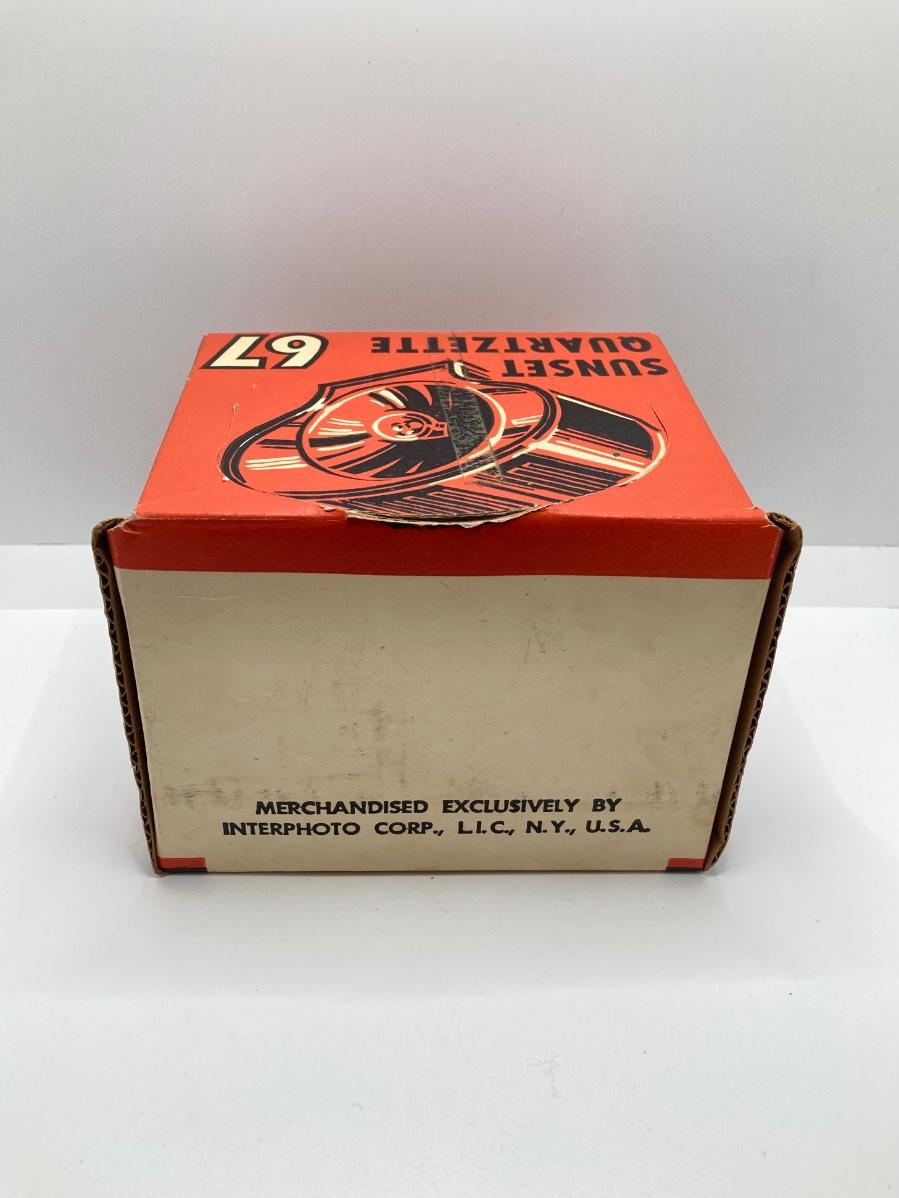 SUNSET
QUARTZETTE
67
MERCHANDISED EXCLUSIVELY BY
INTERPHOTO CORP., L.I.C., N.Y., U.S.A.